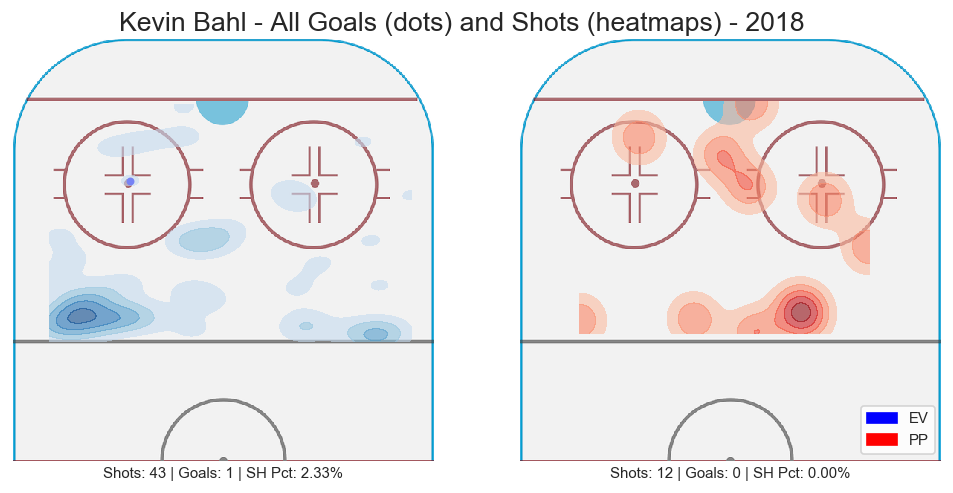 Kevin Bahl - All Goals (dots) and Shots (heatmaps) - 2018
EV
PP
Shots: 43 | Goals: 1 | SH Pct: 2.33%
Shots: 12 | Goals: 0 | SH Pct: 0.00%